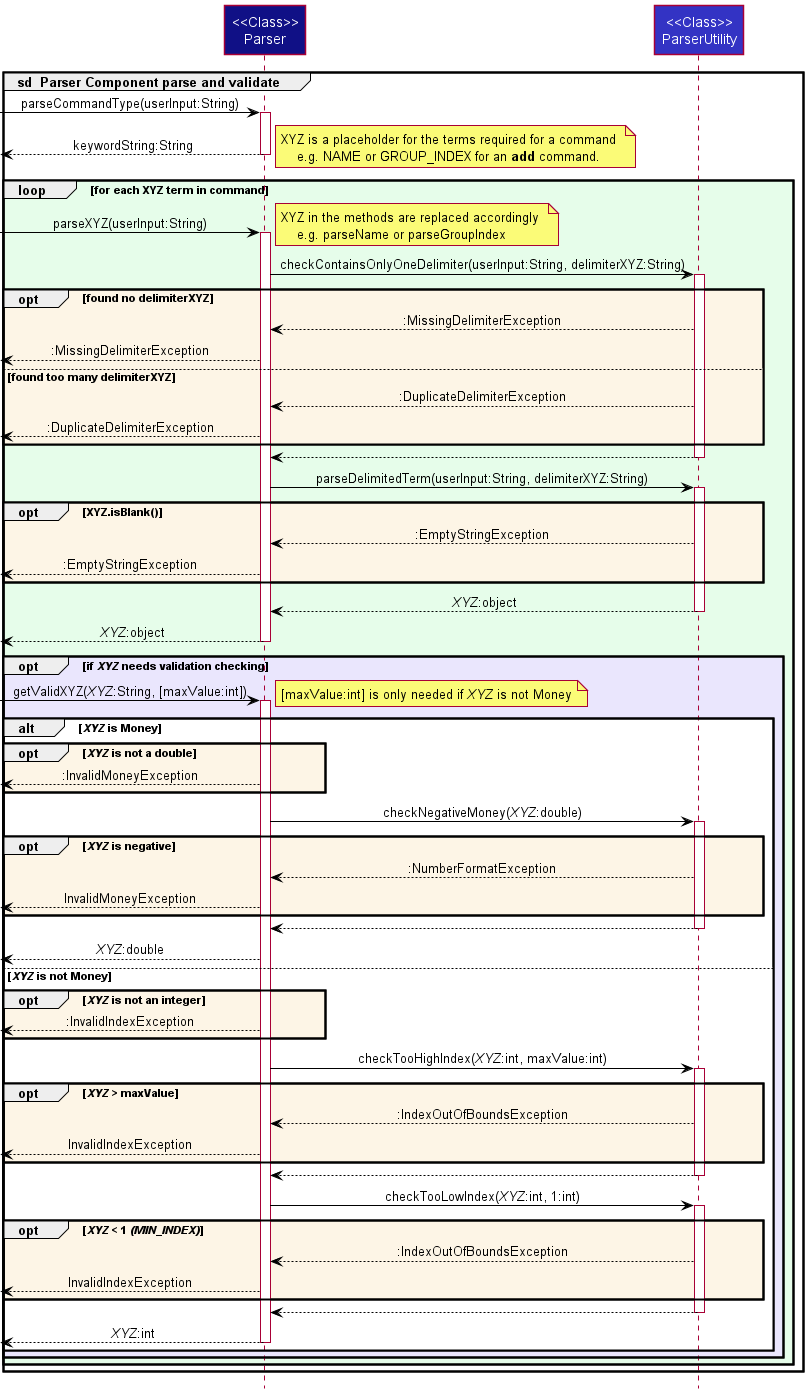 <<Class>>
Parser
<<Class>>
ParserUtility
sd Parser Component parse and validate
parseCommandType(userInput:String)
XYZ is a placeholder for the terms required for a command
e.g. NAME or GROUP_INDEX for an add command.
keywordString:String
loop [for each XYZ term in command]
XYZ in the methods are replaced accordingly
e.g. parseName or parseGroupIndex
parseXYZ(userInput:String)
checkContainsOnlyOneDelimiter(userInput:String, delimiterXYZ:String)
opt [found no delimiterXYZ]
:MissingDelimiterException
:MissingDelimiterException
[found too many delimiterXYZ]
:DuplicateDelimiterException
:DuplicateDelimiterException
parseDelimitedTerm(userInput:String, delimiterXYZ:String)
opt [XYZ.isBlank()]
:EmptyStringException
:EmptyStringException
XYZ:object
XYZ:object
opt [if XYZ needs validation checking]
getValidXYZ(XYZ:String, [maxValue:int])
[maxValue:int] is only needed if XYZ is not Money
alt [XYZ is Money]
opt [XYZ is not a double]
:InvalidMoneyException
checkNegativeMoney(XYZ:double)
opt [XYZ is negative]
:NumberFormatException
InvalidMoneyException
XYZ:double
[XYZ is not Money]
opt [XYZ is not an integer]
:InvalidIndexException
checkTooHighIndex(XYZ:int, maxValue:int)
opt [XYZ > maxValue]
:IndexOutOfBoundsException
InvalidIndexException
checkTooLowIndex(XYZ:int, 1:int)
opt [XYZ < 1 (MIN_INDEX)]
:IndexOutOfBoundsException
InvalidIndexException
XYZ:int